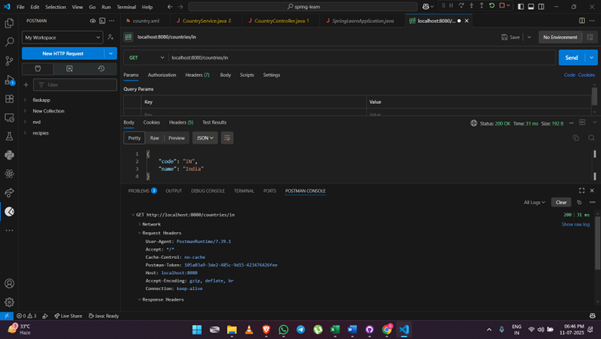 File Edit Selection View Go Run Terminal Help
spring-learn
POSTMAN
country.xml
CountryService.java 2
CountryController.java 1
SpringLearnApplication.java
localhost:8080/countries/in
My Workspace
localhost:8080/countries/in
Save
No Environment
New HTTP Request
GET
localhost:8080/countries/in
Send
Params Authorization Headers (7) Body Scripts Settings
Cookies Code
Filter
Query Params
Key Value
flaskapp
New Collection
recipies
Body Cookies Headers (5) Test Results
Status: 200 OK Time: 31 ms Size: 192 B
Pretty Raw Preview JSON
1 {
2 "code": "IN",
3 "name": "India"
4 }
PROBLEMS 3 OUTPUT DEBUG CONSOLE TERMINAL PORTS POSTMAN CONSOLE
All Logs Clear
GET http://localhost:8080/countries/in
200 31 ms
Network
Show raw log
Request Headers
User-Agent: PostmanRuntime/7.39.1
Accept: */*
Cache-Control: no-cache
Host: localhost:8080
Accept-Encoding: gzip, deflate, br
Connection: keep-alive
Response Headers
0 3 Live Share Java: Ready
33°C
Haze
ENG
IN
06:46 PM
11-07-2025